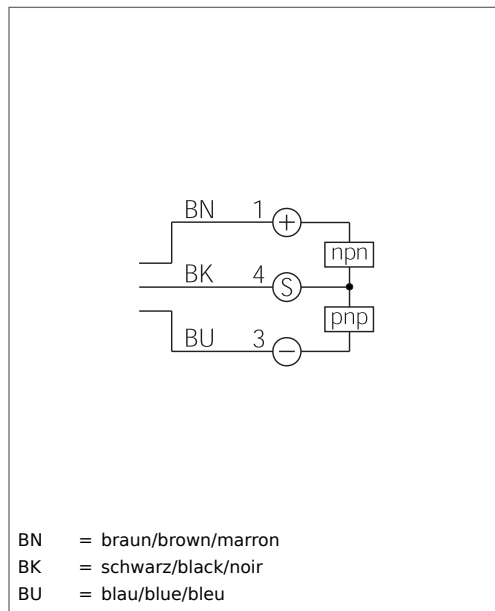 BN 1 +
npn
BK 4 S
pnp
BU 3 −
BN = braun/brown/marron
BK = schwarz/black/noir
BU = blau/blue/bleu